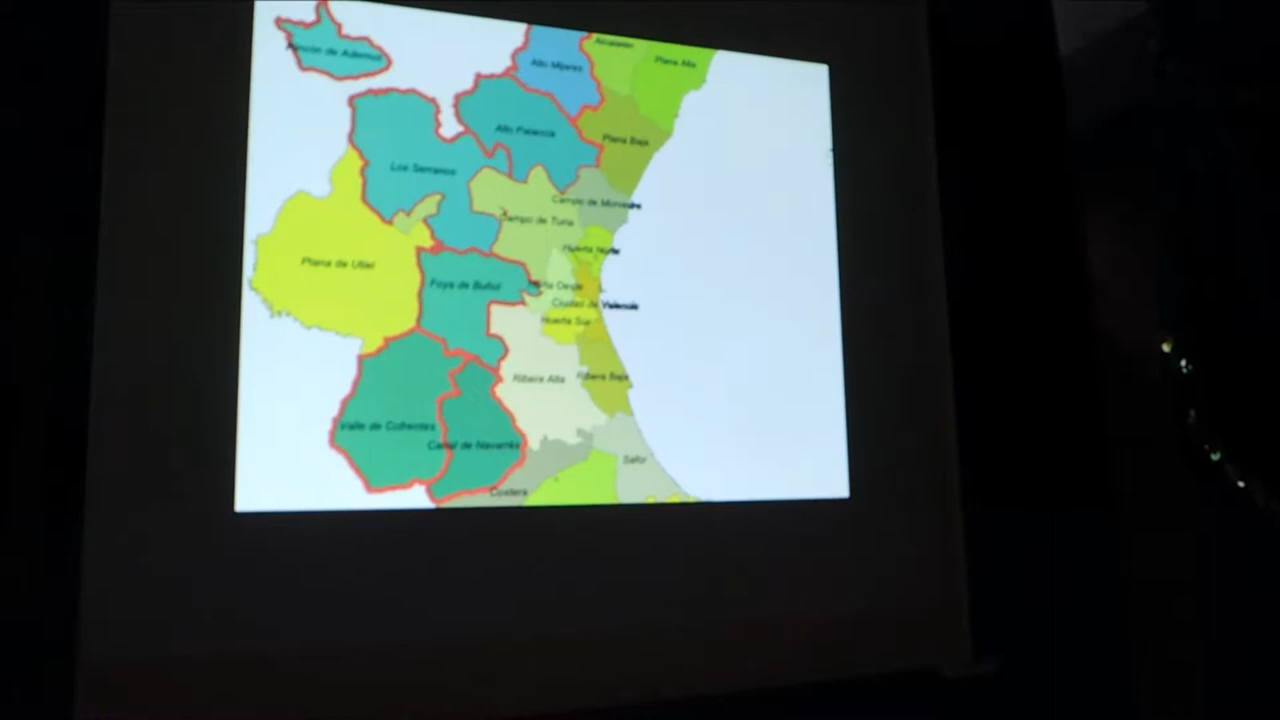 Rincón de Ademuz
Alto Mijares
Alcalatén
Plana Alta
Alto Palancia
Plana Baja
Los Serranos
Campo de Morvedre
Campo de Turia
Huerta Norte
Plana de Utiel
Foya de Buñol
Huerta Oeste
Ciudad de Valencia
Huerta Sur
Ribera Alta
Ribera Baja
Valle de Cofrentes
Canal de Navarrés
Safor
Costera